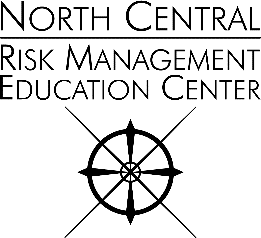 NORTH CENTRAL
RISK MANAGEMENT
EDUCATION CENTER